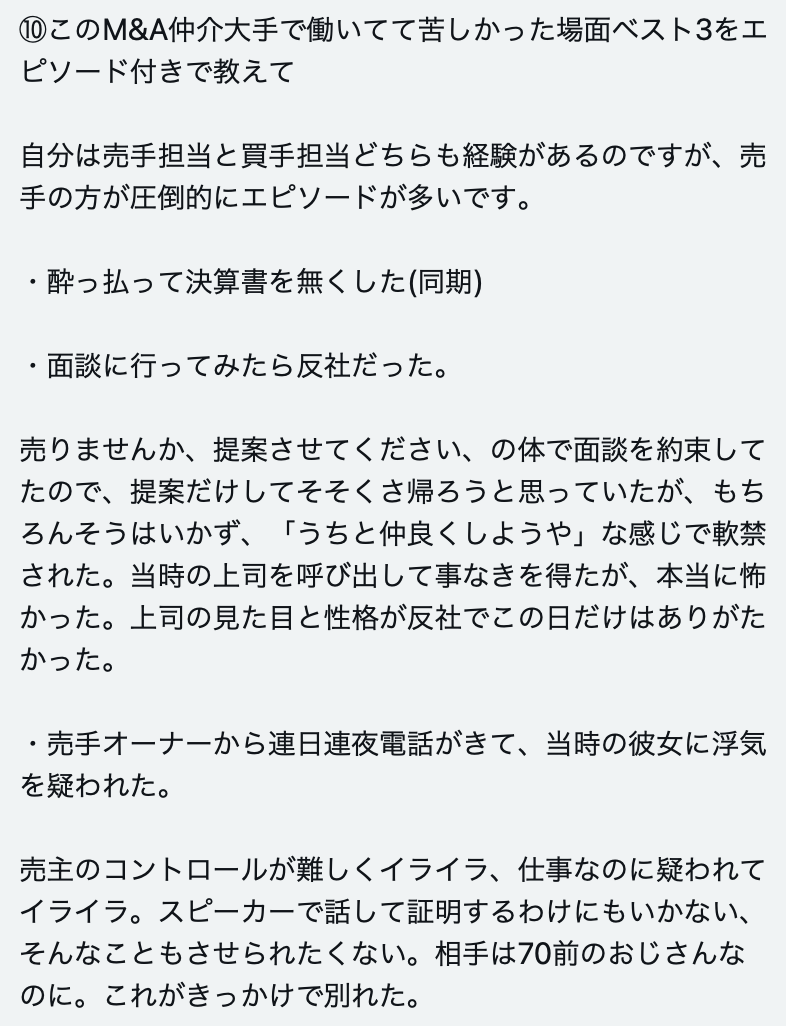 ⑩このM&A仲介大手で働いてて苦しかった場面ベスト3をエ
ピソード付きで教えて
自分は売手担当と買手担当どちらも経験があるのですが、売
手の方が圧倒的にエピソードが多いです。
・酔っ払って決算書を無くした(同期)
・面談に行ってみたら反社だった。
売りませんか、提案させてください、の体で面談を約束して
たので、提案だけしてそそくさ帰ろうと思っていたが、もち
ろんそうはいかず、「うちと仲良くしようや」な感じで軟禁
された。当時の上司を呼び出して事なきを得たが、本当に怖
かった。上司の見た目と性格が反社でこの日だけはありがた
かった。
・売手オーナーから連日連夜電話がきて、当時の彼女に浮気
を疑われた。
売主のコントロールが難しくイライラ、仕事なのに疑われて
イライラ。スピーカーで話して証明するわけにもいかない、
そんなこともさせられたくない。相手は70前のおじさんな
のに。これがきっかけで別れた。